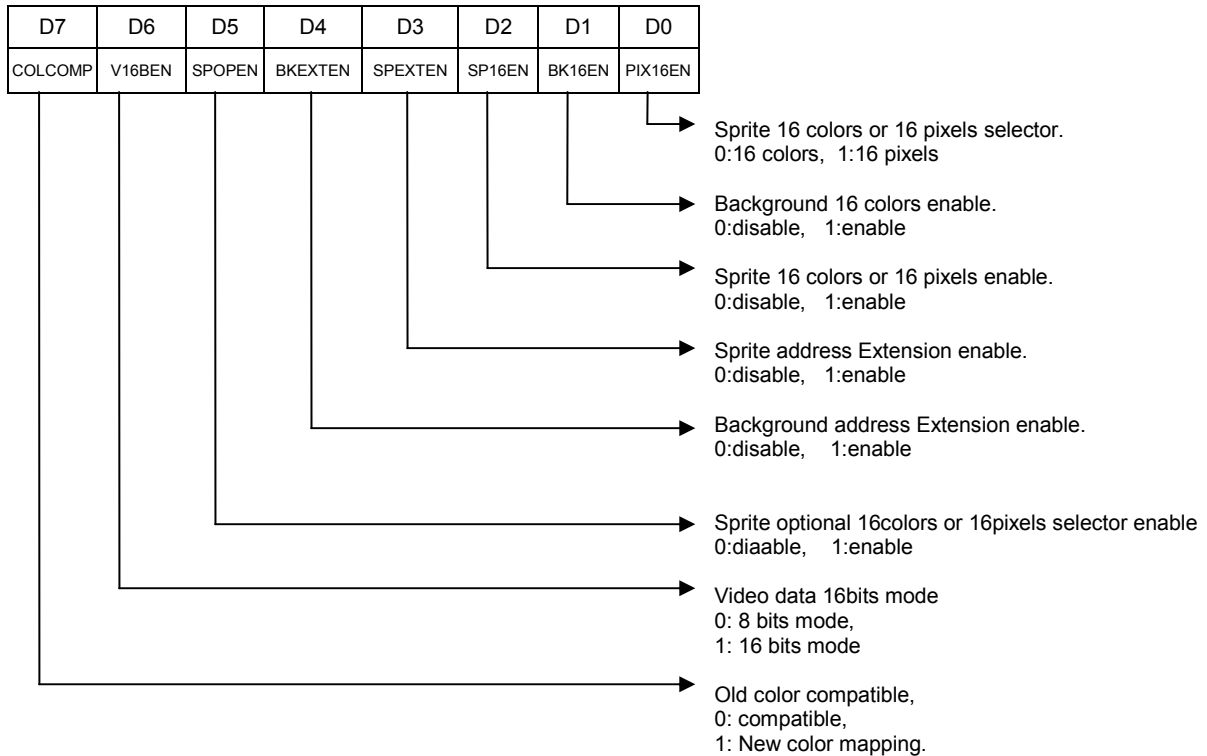 D7 D6 D5 D4 D3 D2 D1 D0
COLCOMP V16BEN SPOPEN BKEXTEN SPEXTEN SP16EN BK16EN PIX16EN
Sprite 16 colors or 16 pixels selector.
0:16 colors, 1:16 pixels
Background 16 colors enable.
0:disable, 1:enable
Sprite 16 colors or 16 pixels enable.
0:disable, 1:enable
Sprite address Extension enable.
0:disable, 1:enable
Background address Extension enable.
0:disable, 1:enable
Sprite optional 16colors or 16pixels selector enable
0:diaable, 1:enable
Video data 16bits mode
0: 8 bits mode,
1: 16 bits mode
Old color compatible,
0: compatible,
1: New color mapping.